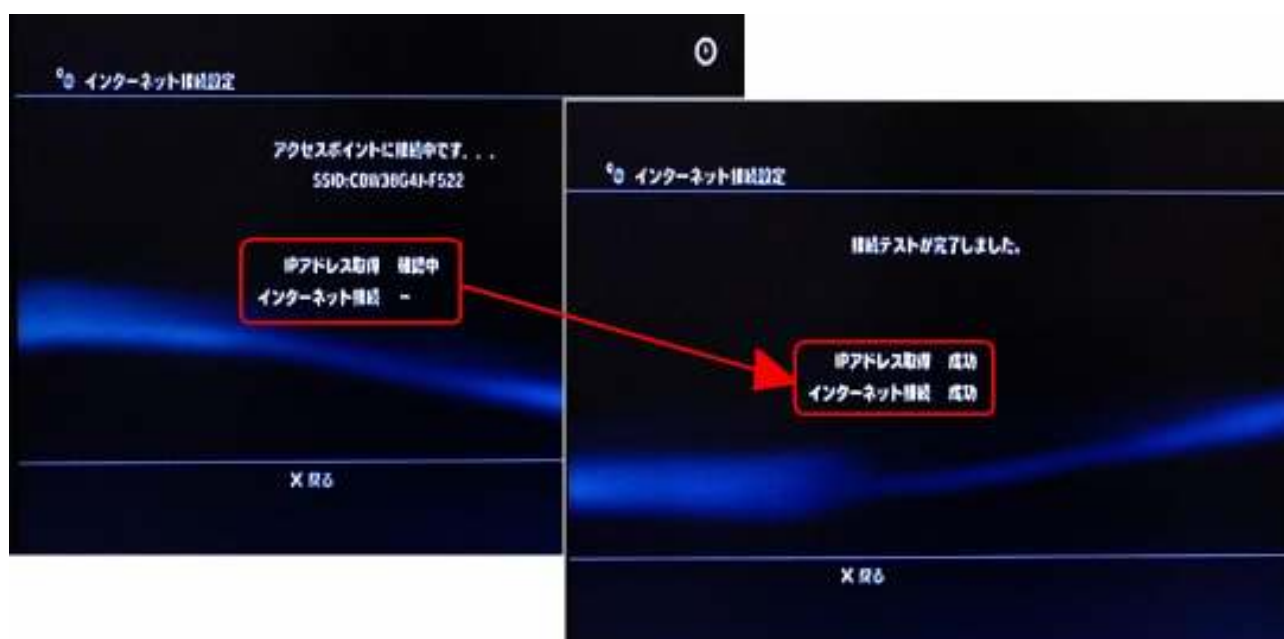 インターネット接続設定
アクセスポイントに接続中です...
IPアドレス取得 確認中
インターネット接続 －
✕ 戻る
インターネット接続設定
接続テストが完了しました。
IPアドレス取得 成功
インターネット接続 成功
✕ 戻る